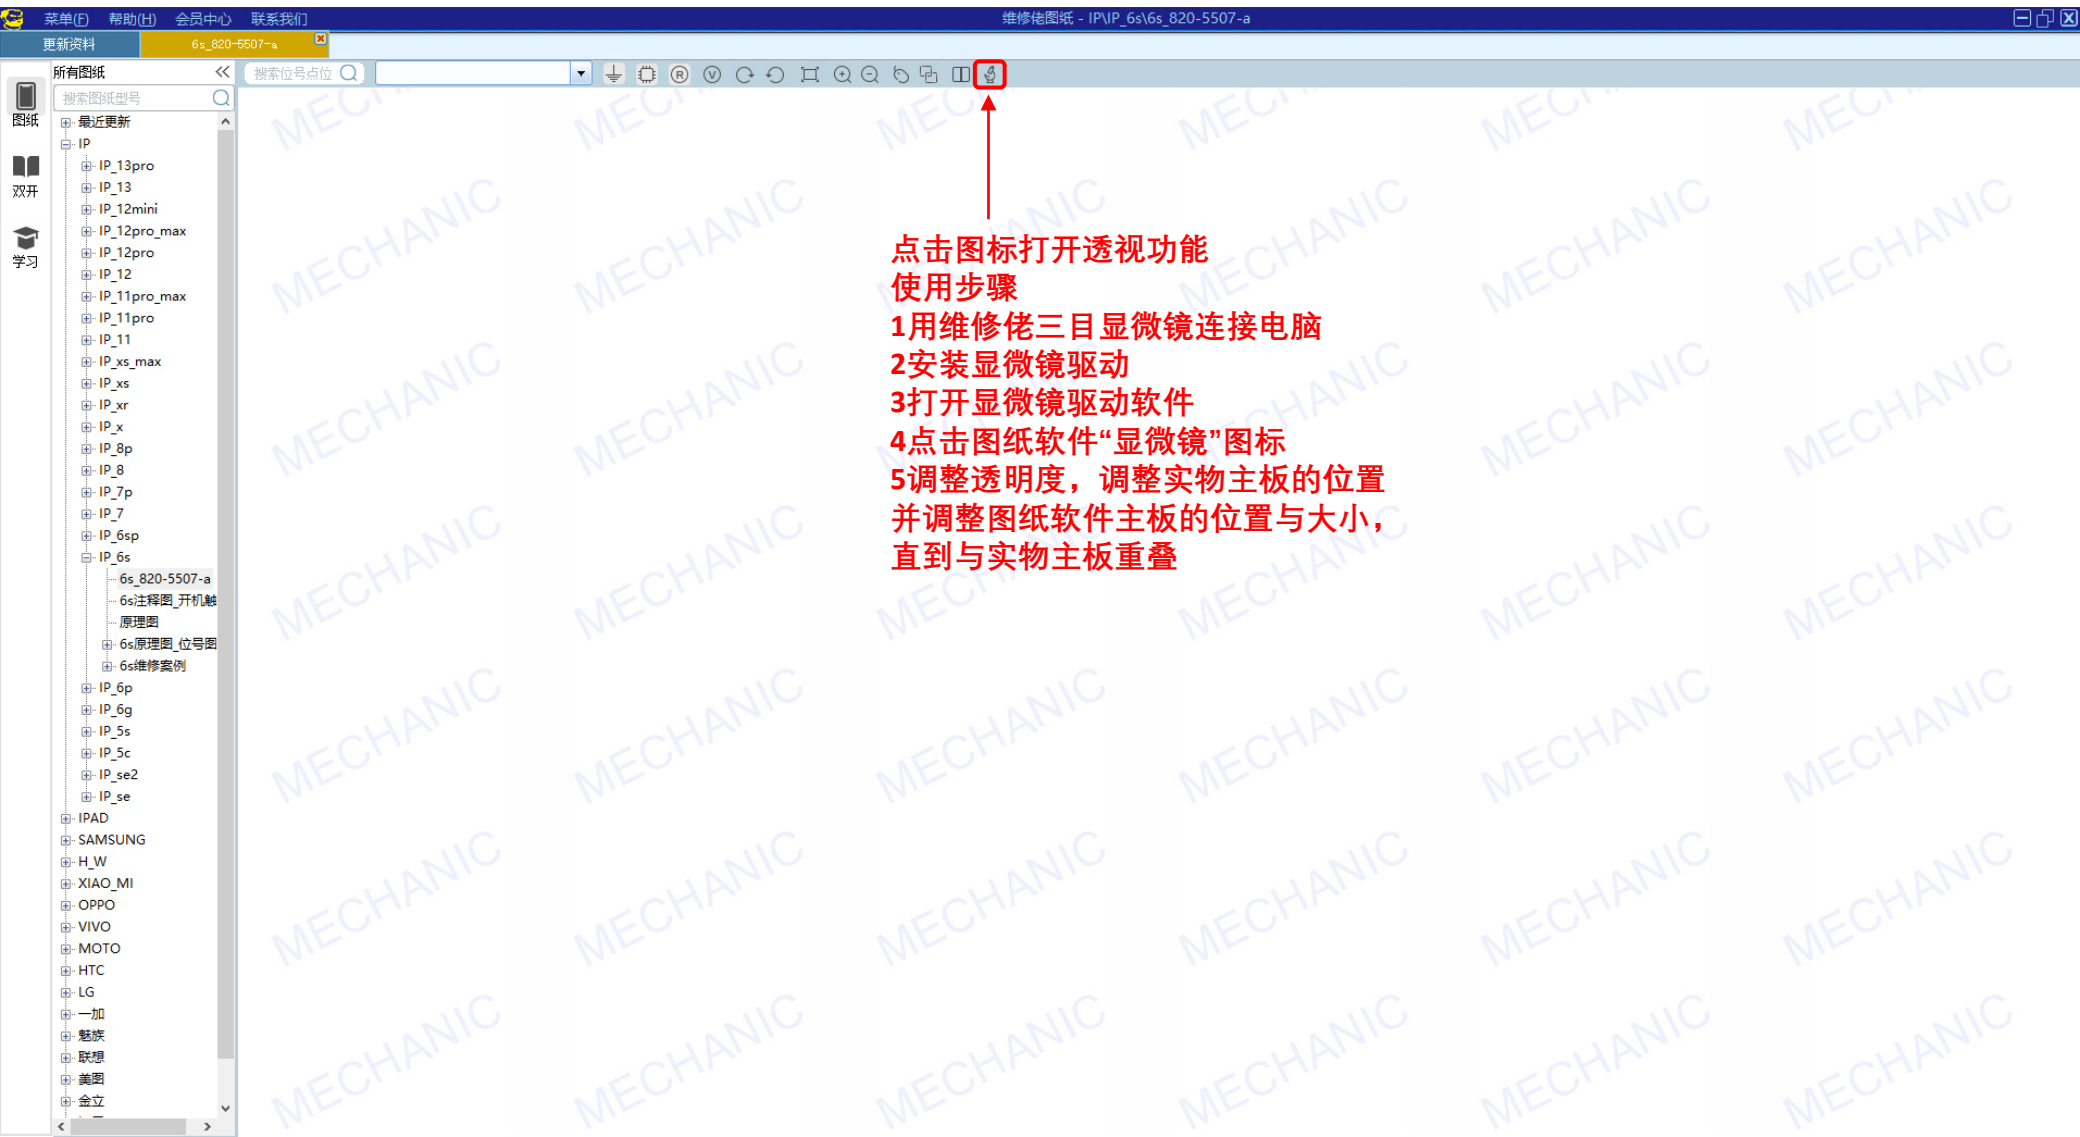 菜单(F) 帮助(H) 会员中心 联系我们 维修佬图纸 - IP\IP_6s\6s_820-5507-a
更新资料 6s_820-5507-a
所有图纸
搜索位号点位
搜索图纸型号
图纸
双开
学习
最近更新
IP
IP_13pro
IP_13
IP_12mini
IP_12pro_max
IP_12pro
IP_12
IP_11pro_max
IP_11pro
IP_11
IP_xs_max
IP_xs
IP_xr
IP_x
IP_8p
IP_8
IP_7p
IP_7
IP_6sp
IP_6s
6s_820-5507-a
6s注释图_开机触
原理图
6s原理图_位号图
6s维修案例
IP_6p
IP_6g
IP_5s
IP_5c
IP_se2
IP_se
IPAD
SAMSUNG
H_W
XIAO_MI
OPPO
VIVO
MOTO
HTC
LG
一加
魅族
联想
美图
金立
点击图标打开透视功能
使用步骤
1用维修佬三目显微镜连接电脑
2安装显微镜驱动
3打开显微镜驱动软件
4点击图纸软件“显微镜”图标
5调整透明度，调整实物主板的位置
并调整图纸软件主板的位置与大小，
直到与实物主板重叠
MECHANIC